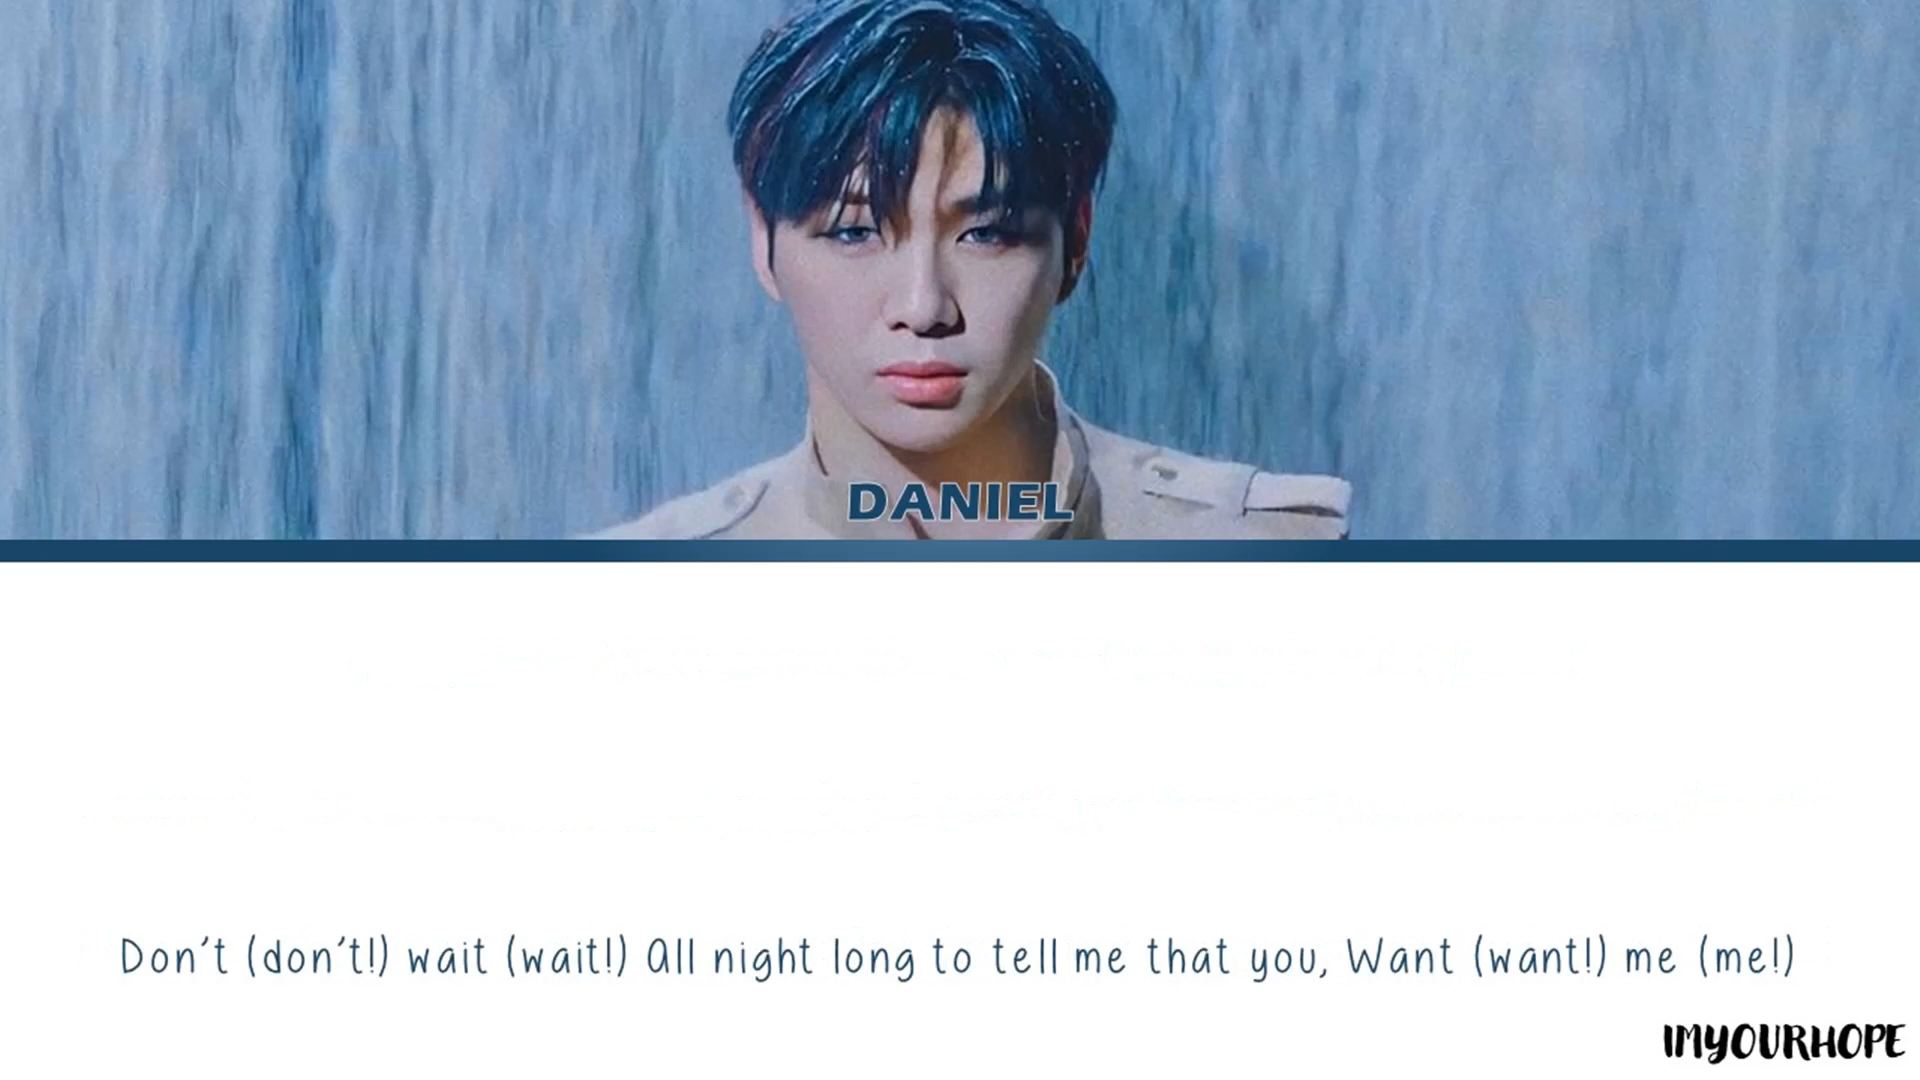 DANIEL
Don't (don't!) wait (wait!) All night long to tell me that you, Want (want!) me (me!)
IMYOURHOPE